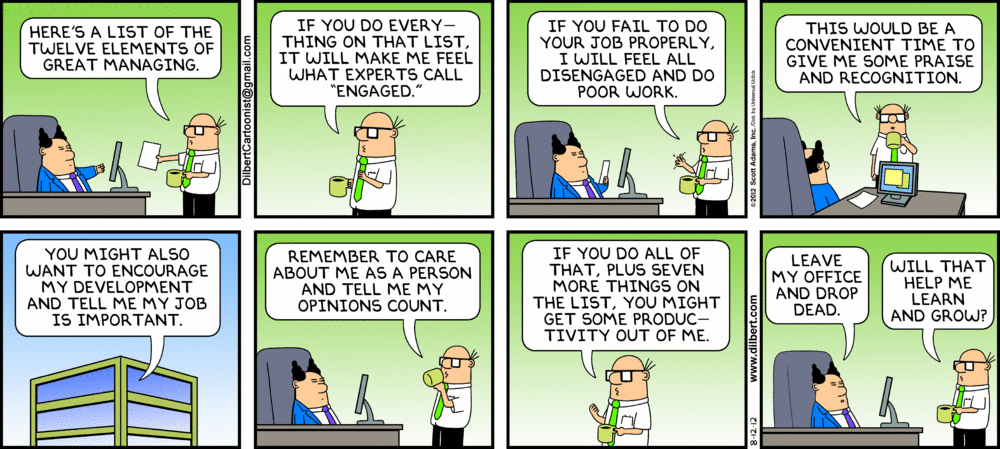 HERE'S A LIST OF THE
TWELVE ELEMENTS OF
GREAT MANAGING.
DilbertCartoonist@gmail.com
IF YOU DO EVERY-
THING ON THAT LIST,
IT WILL MAKE ME FEEL
WHAT EXPERTS CALL
"ENGAGED."
IF YOU FAIL TO DO
YOUR JOB PROPERLY,
I WILL FEEL ALL
DISENGAGED AND DO
POOR WORK.
©2012 Scott Adams, Inc. /Dist. by Universal Uclick
THIS WOULD BE A
CONVENIENT TIME TO
GIVE ME SOME PRAISE
AND RECOGNITION.
YOU MIGHT ALSO
WANT TO ENCOURAGE
MY DEVELOPMENT
AND TELL ME MY JOB
IS IMPORTANT.
REMEMBER TO CARE
ABOUT ME AS A PERSON
AND TELL ME MY
OPINIONS COUNT.
IF YOU DO ALL OF
THAT, PLUS SEVEN
MORE THINGS ON
THE LIST, YOU MIGHT
GET SOME PRODUC-
TIVITY OUT OF ME.
8-12-12 www.dilbert.com
LEAVE
MY OFFICE
AND DROP
DEAD.
WILL THAT
HELP ME
LEARN
AND GROW?